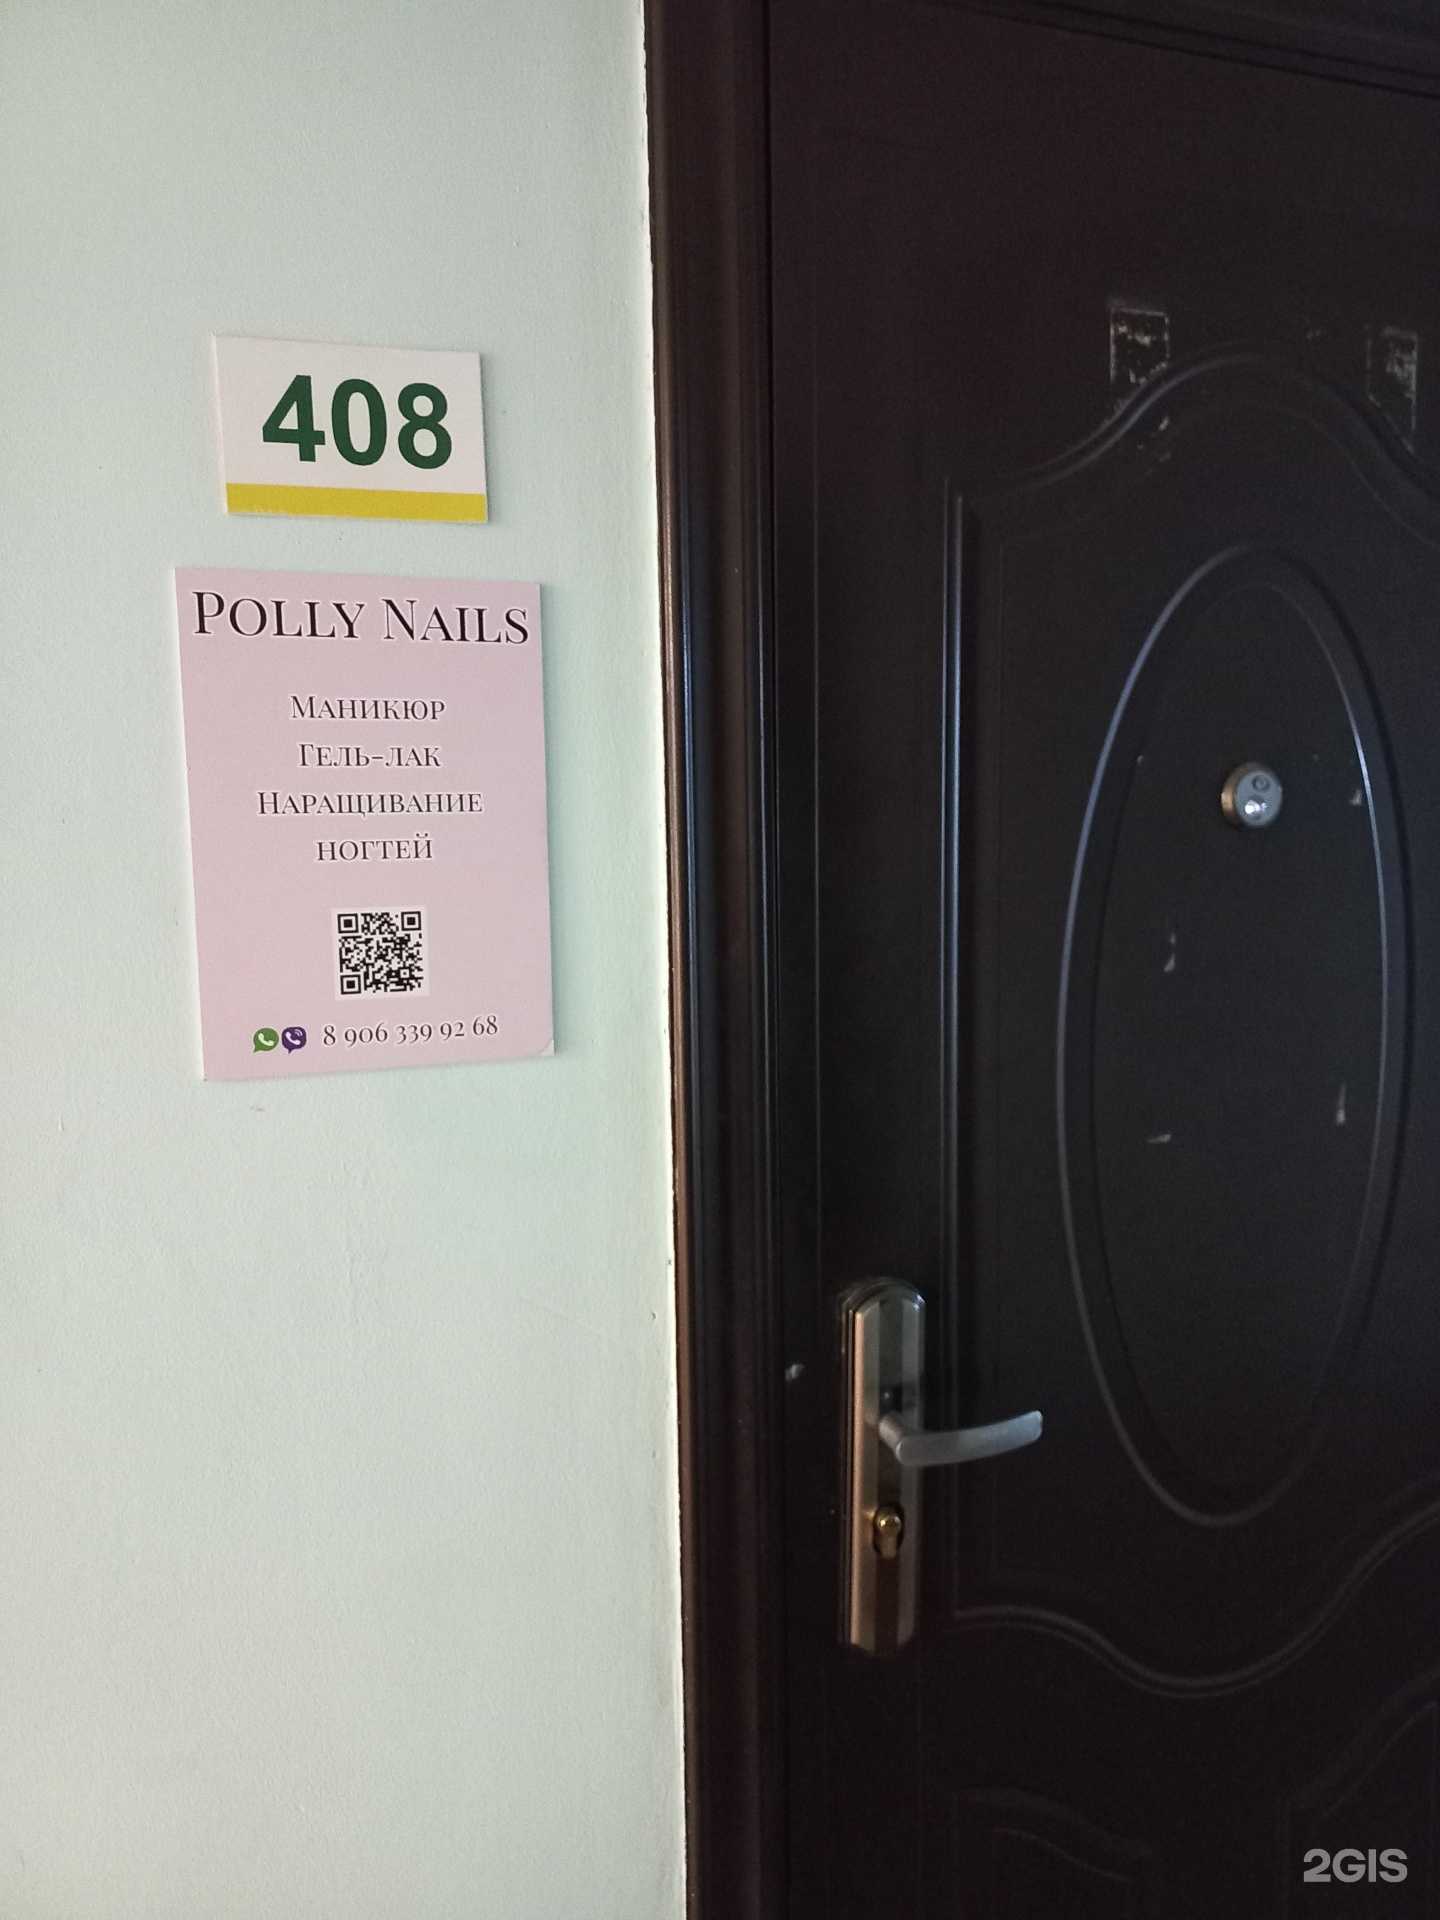 408
Polly Nails
Маникюр
Гель-лак
Наращивание
ногтей
8 906 339 92 68
2GIS